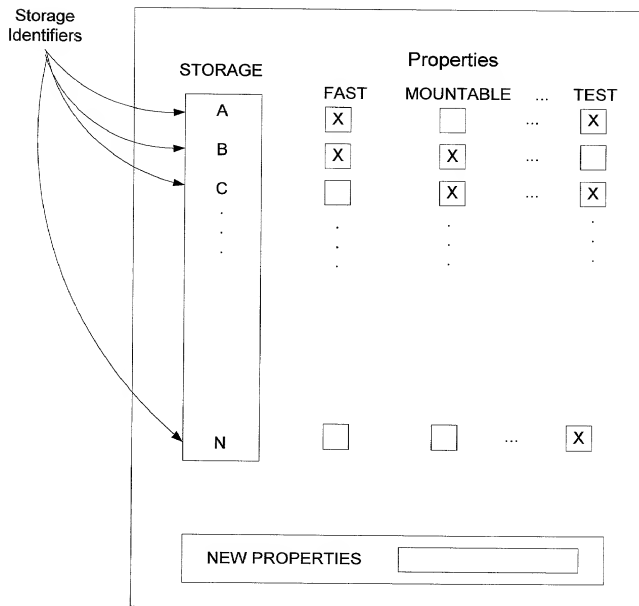 Storage
Identifiers
Properties
STORAGE
FAST MOUNTABLE ... TEST
A X ... X
B X X ...
C X ... X
N ... X
NEW PROPERTIES